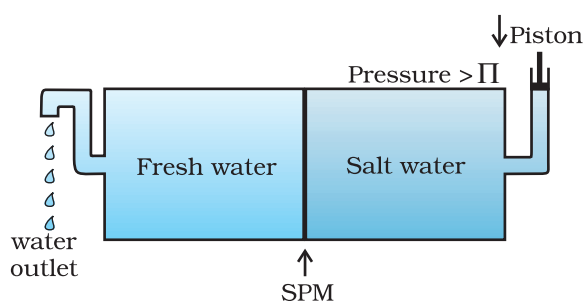 Piston
Pressure > Π
Fresh water
Salt water
water
outlet
SPM